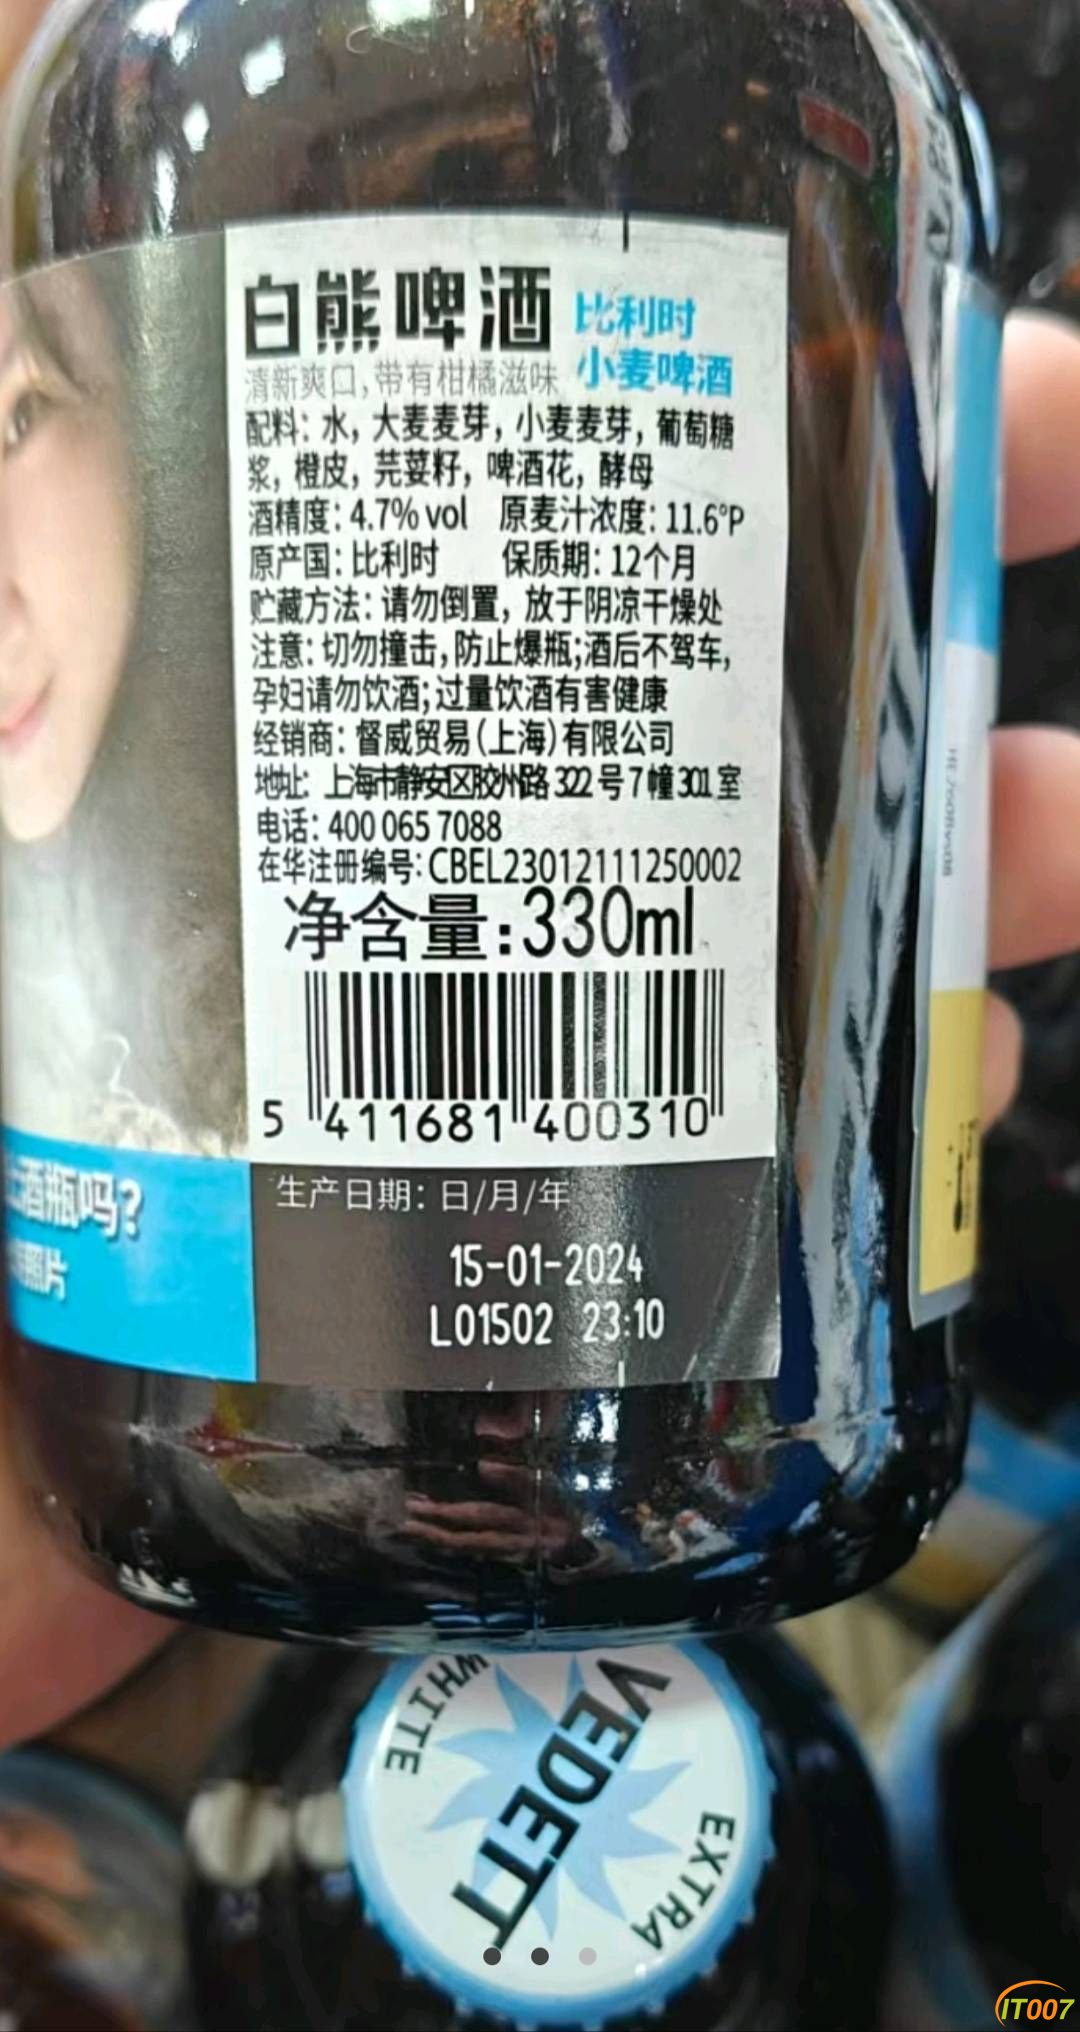 白熊啤酒 比利时
小麦啤酒
清新爽口，带有柑橘滋味
配料：水，大麦麦芽，小麦麦芽，葡萄糖
浆，橙皮，芫荽籽，啤酒花，酵母
酒精度：4.7% vol 原麦汁浓度：11.6°P
原产国：比利时 保质期：12个月
贮藏方法：请勿倒置，放于阴凉干燥处
注意：切勿撞击，防止爆瓶；酒后不驾车，
孕妇请勿饮酒；过量饮酒有害健康
经销商：督威贸易（上海）有限公司
地址：上海市静安区胶州路322号7幢301室
电话：400 065 7088
在华注册编号：CBEL23012111250002
净含量：330ml
5 411681 400310
生产日期：日/月/年
15-01-2024
L01502 23:10
酒瓶吗？
照片
VEDETT
EXTRA
WHITE
IT007